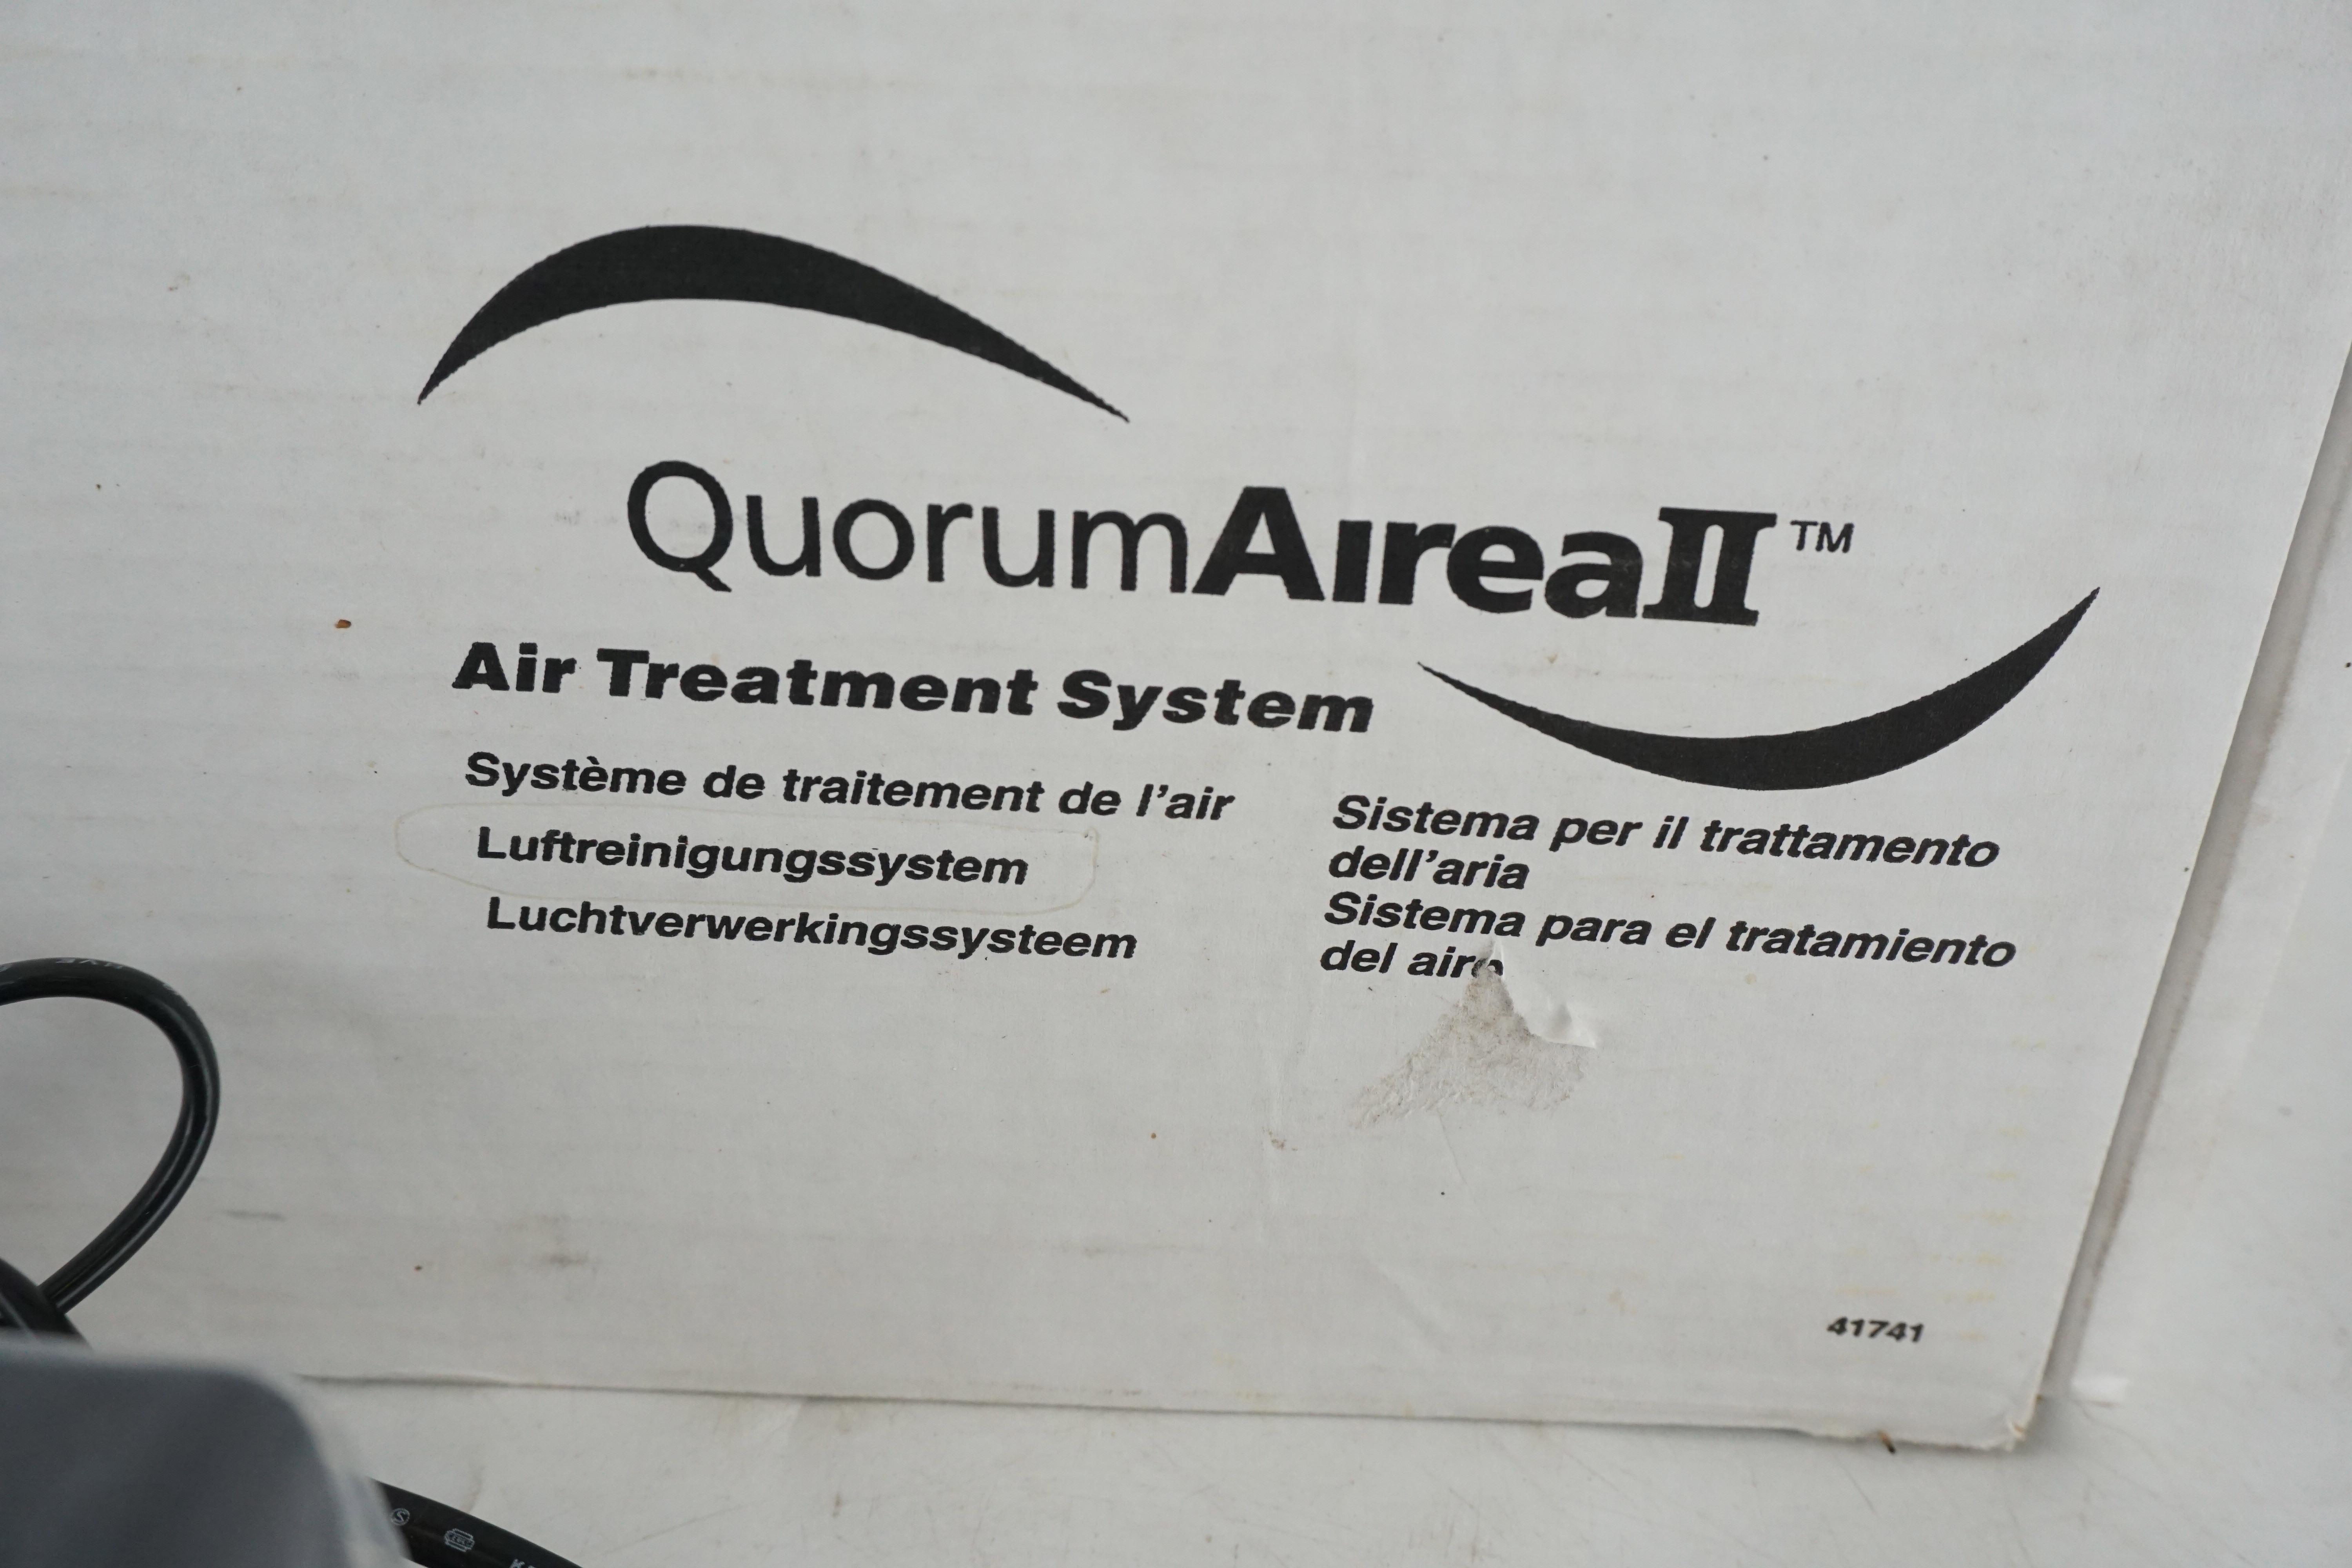 QuorumAireaII™
Air Treatment System
Système de traitement de l'air
Luftreinigungssystem
Luchtverwerkingssysteem
Sistema per il trattamento
dell'aria
Sistema para el tratamiento
del aire
41741